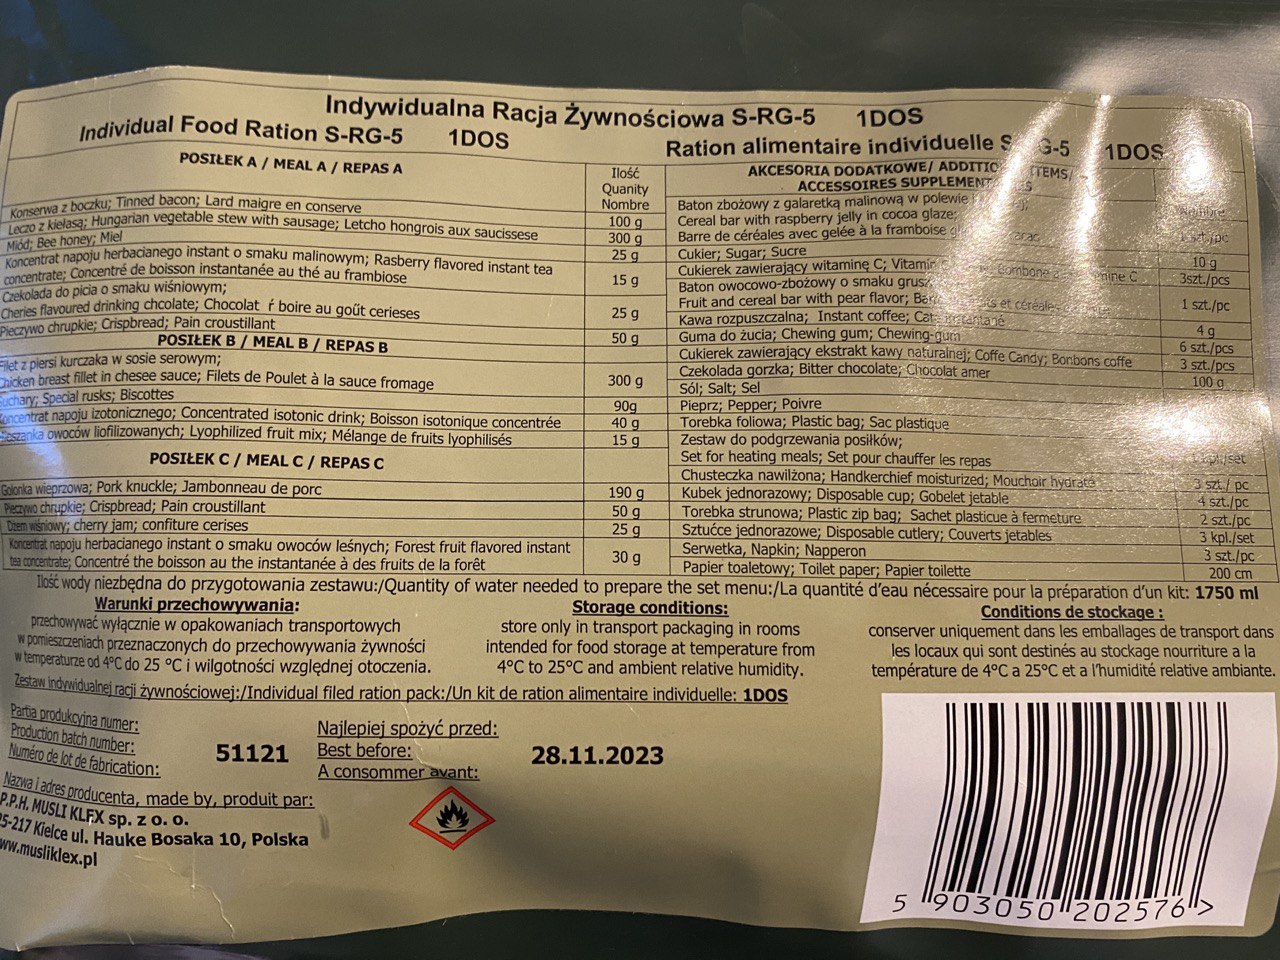 Indywidualna Racja Żywnościowa S-RG-5 1DOS
Individual Food Ration S-RG-5 1DOS
Ration alimentaire individuelle S G-5 1DOS
POSIŁEK A / MEAL A / REPAS A
Ilość
Quanity
Nombre
Konserwa z boczku; Tinned bacon; Lard maigre en conserve
100 g
Leczo z kiełasą; Hungarian vegetable stew with sausage; Letcho hongrois aux saucissese
300 g
Miód; Bee honey; Miel
25 g
Koncentrat napoju herbacianego instant o smaku malinowym; Rasberry flavored instant tea
concentrate; Concentré de boisson instantanée au thé au frambiose
15 g
Czekolada do picia o smaku wiśniowym;
Cheries flavoured drinking chcolate; Chocolat ŕ boire au goűt cerieses
25 g
Pieczywo chrupkie; Crispbread; Pain croustillant
50 g
POSIŁEK B / MEAL B / REPAS B
Filet z piersi kurczaka w sosie serowym;
Chicken breast fillet in chesee sauce; Filets de Poulet à la sauce fromage
300 g
Suchary; Special rusks; Biscottes
90g
Koncentrat napoju izotonicznego; Concentrated isotonic drink; Boisson isotonique concentrée
40 g
Mieszanka owoców liofilizowanych; Lyophilized fruit mix; Mélange de fruits lyophilisés
15 g
POSIŁEK C / MEAL C / REPAS C
Golonka wieprzowa; Pork knuckle; Jambonneau de porc
190 g
Pieczywo chrupkie; Crispbread; Pain croustillant
50 g
Dżem wiśniowy; cherry jam; confiture cerises
25 g
Koncentrat napoju herbacianego instant o smaku owoców leśnych; Forest fruit flavored instant
tea concentrate; Concentré the boisson au the instantanée à des fruits de la forêt
30 g
AKCESORIA DODATKOWE/ ADDITIO ITEMS/
ACCESSOIRES SUPPLEMENT S
Nombre
Baton zbożowy z galaretką malinową w polewie
Cereal bar with raspberry jelly in cocoa glaze;
Barre de céréales avec gelée à la framboise
Cukier; Sugar; Sucre
10 g
Cukierek zawierający witaminę C; Vitamin Bombone a mine C
3szt./pcs
Baton owocowo-zbożowy o smaku grusz
Fruit and cereal bar with pear flavor; et céréales
1 szt./pc
Kawa rozpuszczalna; Instant coffee;
4 g
Guma do żucia; Chewing gum; Chewing-gum
6 szt./pcs
Cukierek zawierający ekstrakt kawy naturalnej; Coffe Candy; Bonbons coffe
3 szt./pcs
Czekolada gorzka; Bitter chocolate; Chocolat amer
100 g
Sól; Salt; Sel
Pieprz; Pepper; Poivre
Torebka foliowa; Plastic bag; Sac plastique
Zestaw do podgrzewania posiłków;
Set for heating meals; Set pour chauffer les repas
kpl./set
Chusteczka nawilżona; Handkerchief moisturized; Mouchoir hydraté
3 szt./ pc
Kubek jednorazowy; Disposable cup; Gobelet jetable
4 szt./pc
Torebka strunowa; Plastic zip bag; Sachet plasticue à fermeture
2 szt./pc
Sztućce jednorazowe; Disposable cutlery; Couverts jetables
3 kpl./set
Serwetka, Napkin; Napperon
3 szt./pc
Papier toaletowy; Toilet paper; Papier toilette
200 cm
Ilość wody niezbędna do przygotowania zestawu:/Quantity of water needed to prepare the set menu:/La quantité d'eau nécessaire pour la préparation d'un kit: 1750 ml
Warunki przechowywania:
przechowywać wyłącznie w opakowaniach transportowych
w pomieszczeniach przeznaczonych do przechowywania żywności
w temperaturze od 4°C do 25 °C i wilgotności względnej otoczenia.
Storage conditions:
store only in transport packaging in rooms
intended for food storage at temperature from
4°C to 25°C and ambient relative humidity.
Conditions de stockage :
conserver uniquement dans les emballages de transport dans
les locaux qui sont destinés au stockage nourriture a la
température de 4°C a 25°C et a l'humidité relative ambiante.
Zestaw indywidualnej racji żywnościowej:/Individual filed ration pack:/Un kit de ration alimentaire individuelle: 1DOS
Partia produkcyjna numer:
Production batch number:
Numéro de lot de fabrication:
51121
Najlepiej spożyć przed:
Best before:
A consommer avant:
28.11.2023
Nazwa i adres producenta, made by, produit par:
P.P.H. MUSLI KLEX sp. z o. o.
25-217 Kielce ul. Hauke Bosaka 10, Polska
www.musliklex.pl
5 903050 202576 >